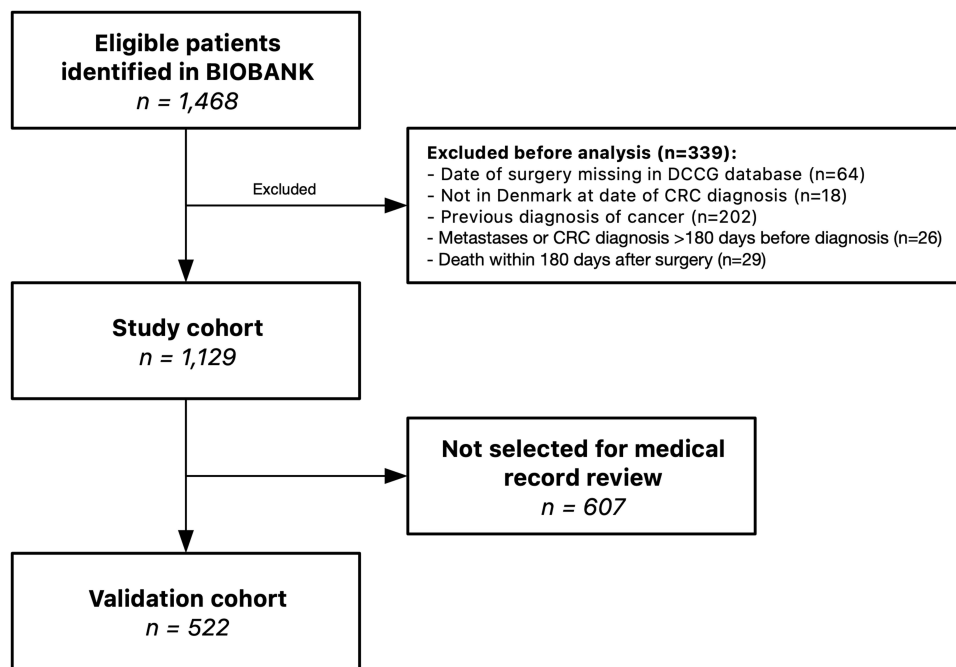 Eligible patients
identified in BIOBANK
n = 1,468
Excluded
Excluded before analysis (n=339):
- Date of surgery missing in DCCG database (n=64)
- Not in Denmark at date of CRC diagnosis (n=18)
- Previous diagnosis of cancer (n=202)
- Metastases or CRC diagnosis >180 days before diagnosis (n=26)
- Death within 180 days after surgery (n=29)
Study cohort
n = 1,129
Not selected for medical
record review
n = 607
Validation cohort
n = 522